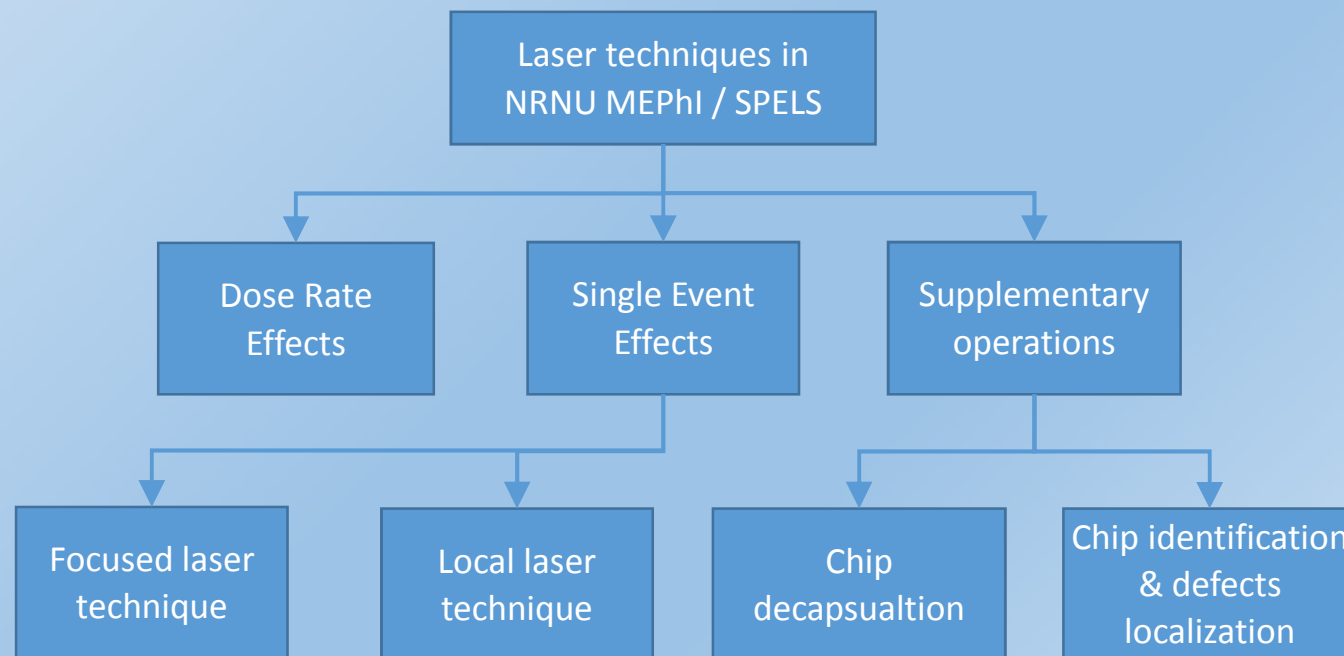 Laser techniques in
NRNU MEPhI / SPELS
Dose Rate
Effects
Single Event
Effects
Supplementary
operations
Focused laser
technique
Local laser
technique
Chip
decapsualtion
Chip identification
& defects
localization